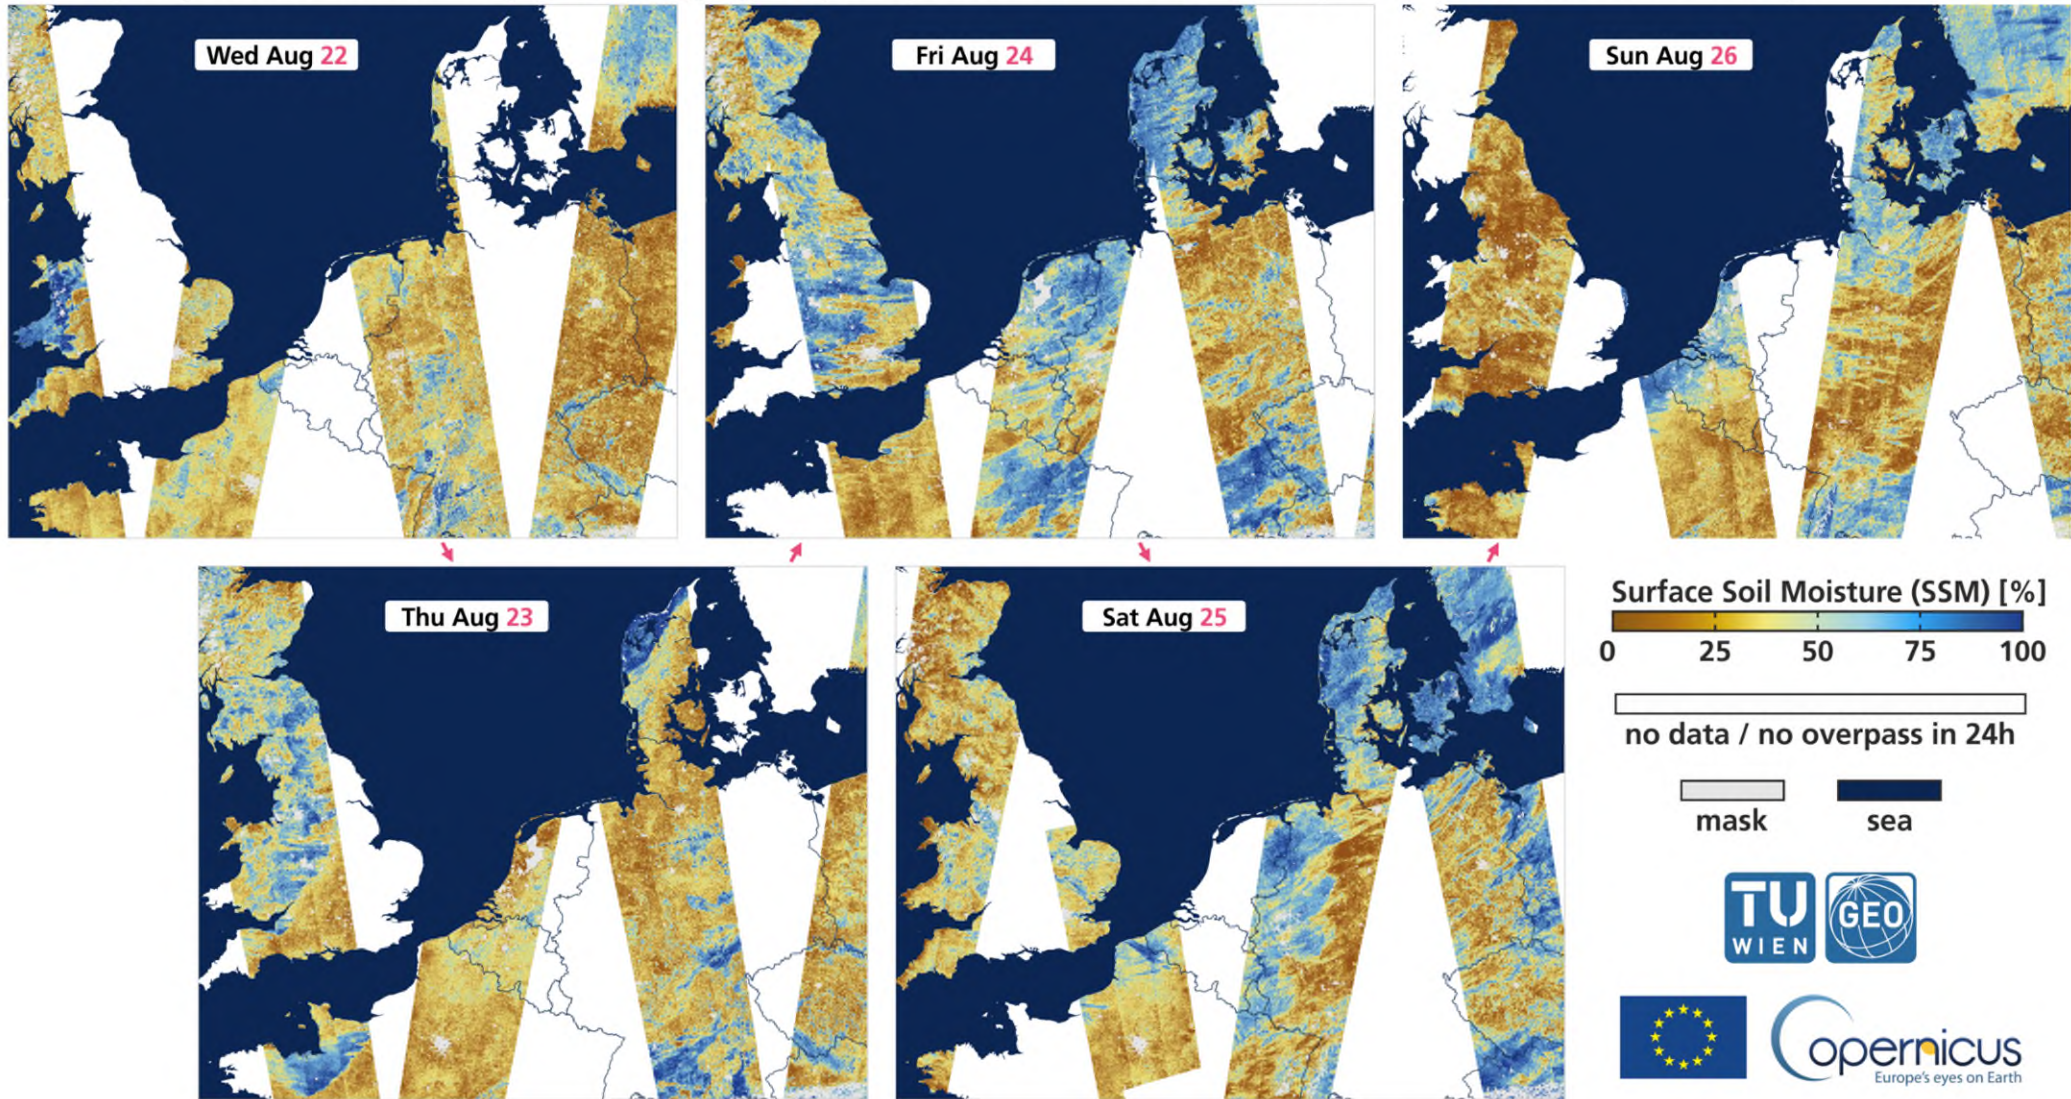 Wed Aug 22
Fri Aug 24
Sun Aug 26
Thu Aug 23
Sat Aug 25
Surface Soil Moisture (SSM) [%]
0 25 50 75 100
no data / no overpass in 24h
mask sea
TU
WIEN
GEO
Copernicus
Europe's eyes on Earth